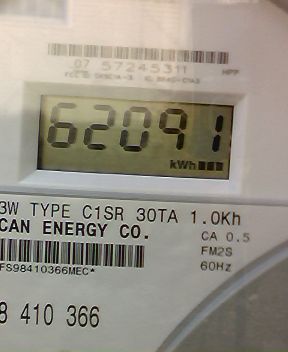 07 57245311
HPP
62091
kWh
3W TYPE C1SR 30TA 1.0Kh
CAN ENERGY CO.
CA 0.5
FM2S
60Hz
FS98410366MEC*
8 410 366